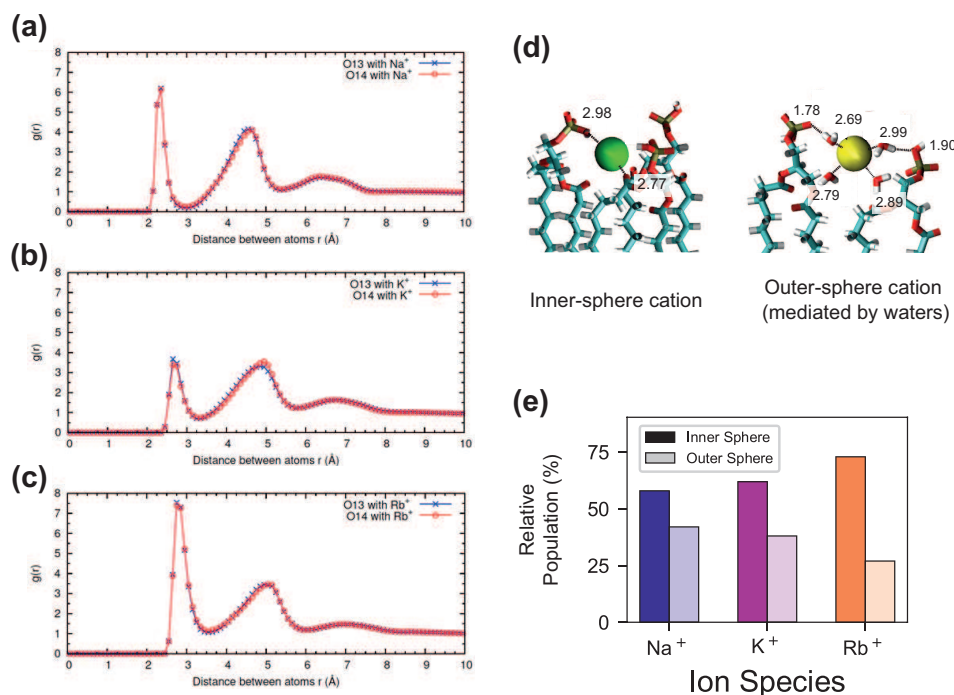 (a)
8
7
6
5
4
3
2
1
0
g(r)
O13 with Na+
O14 with Na+
0 1 2 3 4 5 6 7 8 9 10
Distance between atoms r (Å)
(b)
8
7
6
5
4
3
2
1
0
g(r)
O13 with K+
O14 with K+
0 1 2 3 4 5 6 7 8 9 10
Distance between atoms r (Å)
(c)
8
7
6
5
4
3
2
1
0
g(r)
O13 with Rb+
O14 with Rb+
0 1 2 3 4 5 6 7 8 9 10
Distance between atoms r (Å)
(d)
2.98
2.77
Inner-sphere cation
1.78
2.69
2.99
1.90
2.79
2.89
Outer-sphere cation
(mediated by waters)
(e)
Inner Sphere
Outer Sphere
75
50
25
0
Relative
Population (%)
Na + K + Rb +
Ion Species